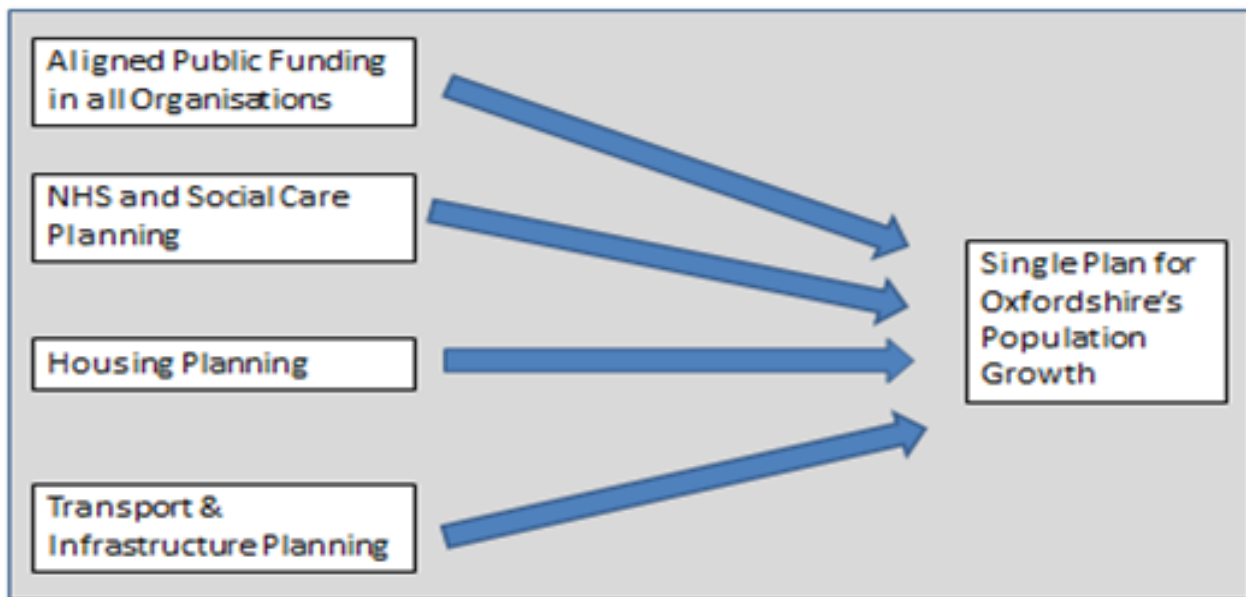 Aligned Public Funding
in all Organisations
NHS and Social Care
Planning
Housing Planning
Transport &
Infrastructure Planning
Single Plan for
Oxfordshire's
Population
Growth